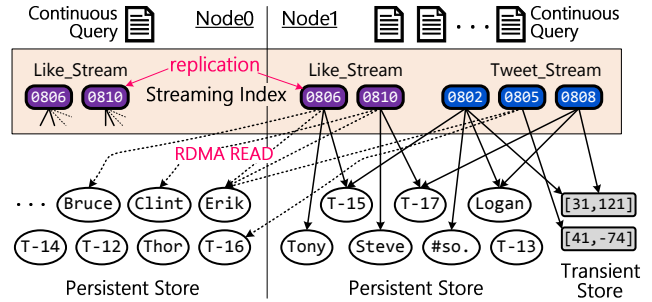 Continuous
Query
Node0
Node1
Continuous
Query
Like_Stream
replication
Like_Stream
Tweet_Stream
0806
0810
Streaming Index
0806
0810
0802
0805
0808
RDMA READ
...
Bruce
Clint
Erik
T-15
T-17
Logan
[31,121]
T-14
T-12
Thor
T-16
Tony
Steve
#so.
T-13
[41,-74]
Persistent Store
Persistent Store
Transient
Store